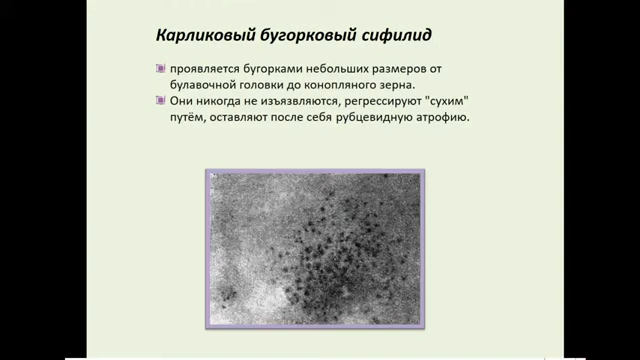 Карликовый бугорковый сифилид
проявляется бугорками небольших размеров от
булавочной головки до конопляного зерна.
Они никогда не изъязвляются, регрессируют "сухим"
путём, оставляют после себя рубцевидную атрофию.